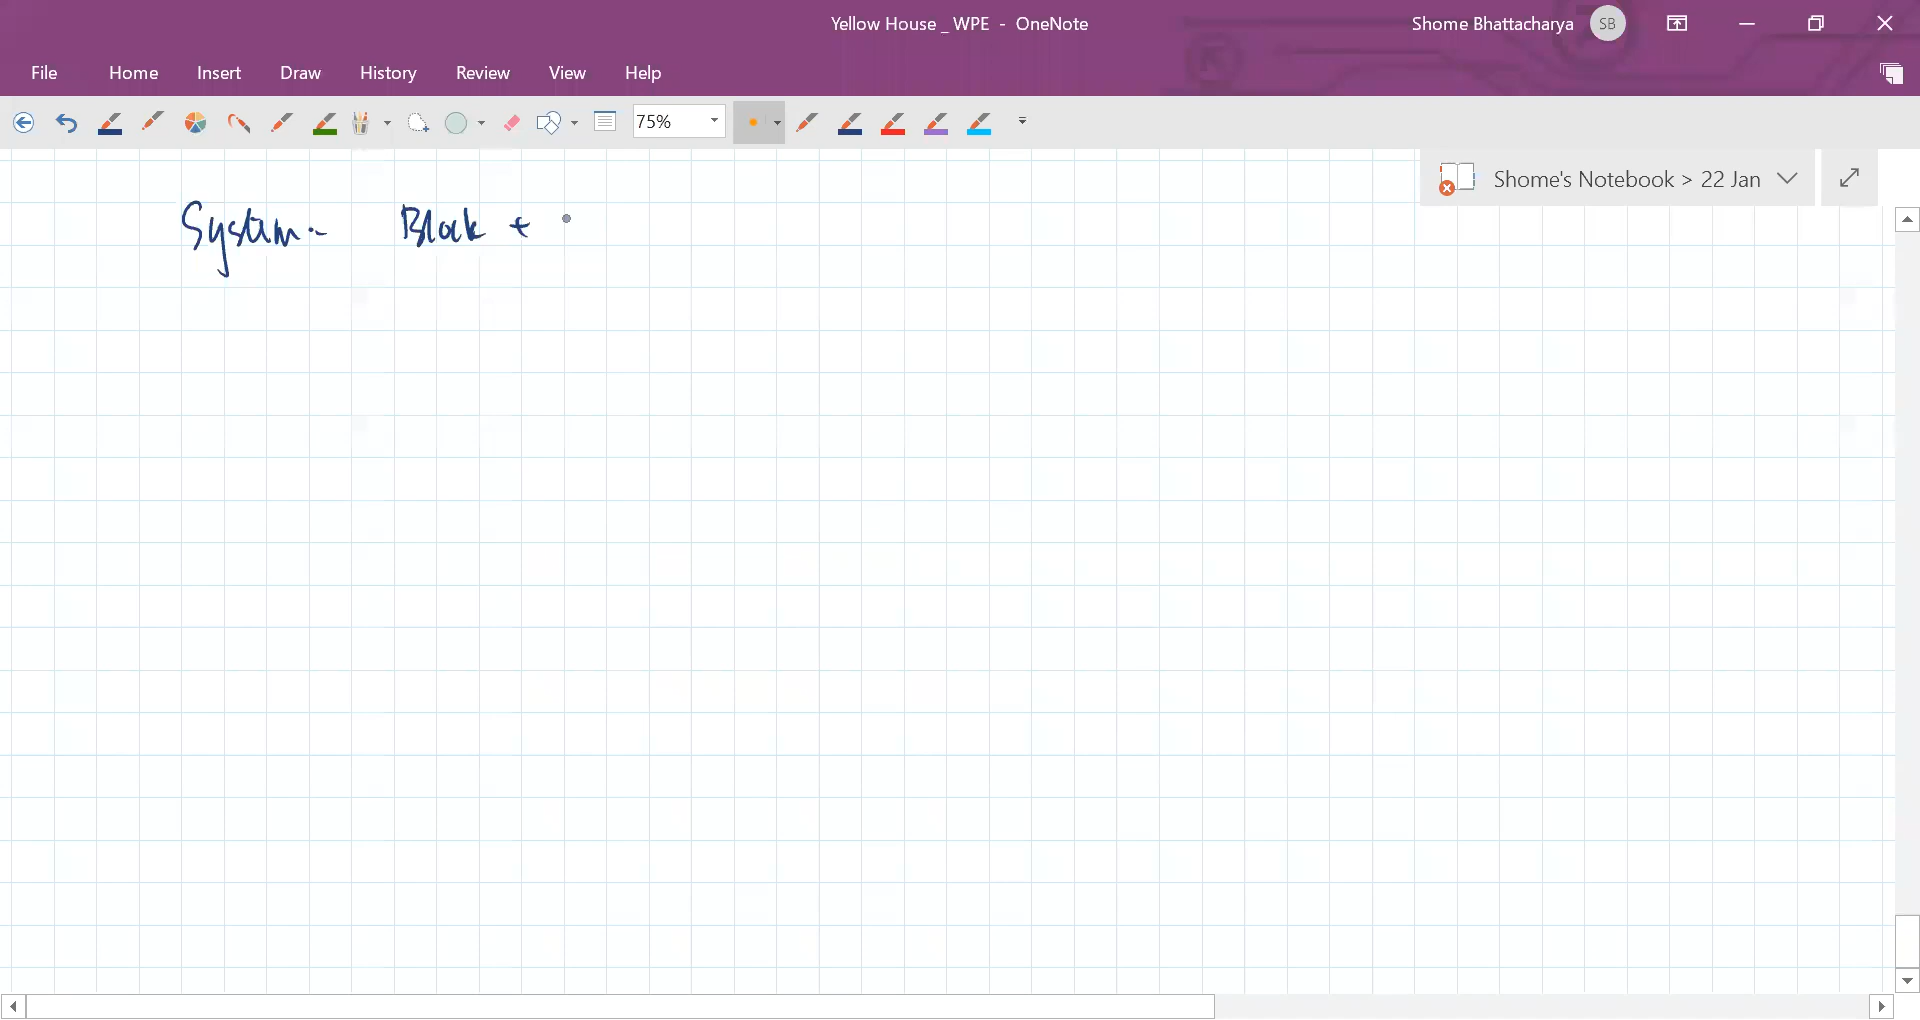 Yellow House _ WPE - OneNote
Shome Bhattacharya SB
File Home Insert Draw History Review View Help
75%
Shome's Notebook > 22 Jan
System - Block +